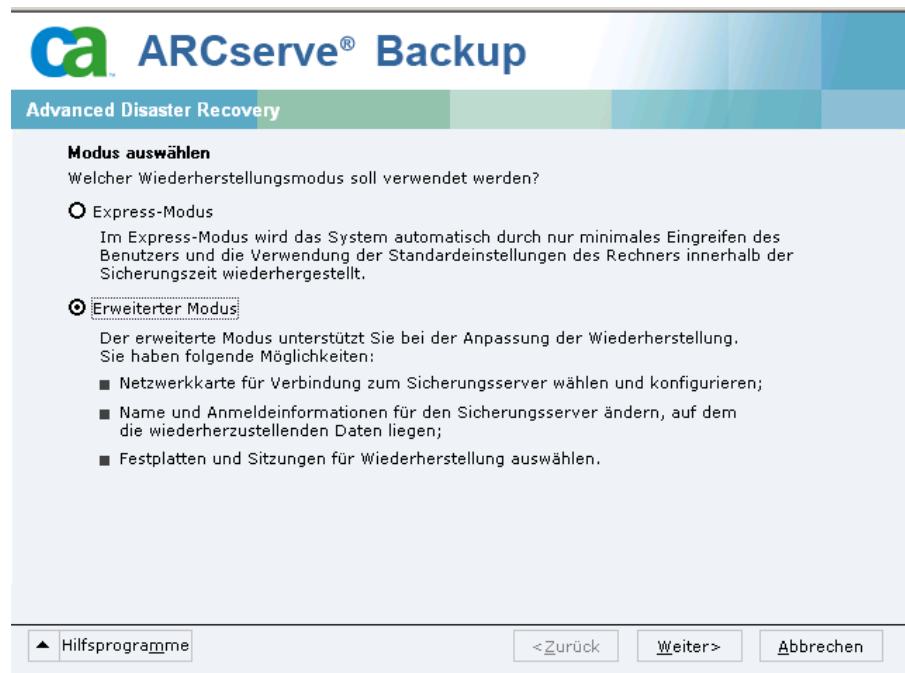 ca ARCserve® Backup
Advanced Disaster Recovery
Modus auswählen
Welcher Wiederherstellungsmodus soll verwendet werden?
Express-Modus
Im Express-Modus wird das System automatisch durch nur minimales Eingreifen des
Benutzers und die Verwendung der Standardeinstellungen des Rechners innerhalb der
Sicherungszeit wiederhergestellt.
Erweiterter Modus
Der erweiterte Modus unterstützt Sie bei der Anpassung der Wiederherstellung.
Sie haben folgende Möglichkeiten:
■ Netzwerkkarte für Verbindung zum Sicherungsserver wählen und konfigurieren;
■ Name und Anmeldeinformationen für den Sicherungsserver ändern, auf dem
die wiederherzustellenden Daten liegen;
■ Festplatten und Sitzungen für Wiederherstellung auswählen.
▲ Hilfsprogramme <Zurück Weiter> Abbrechen